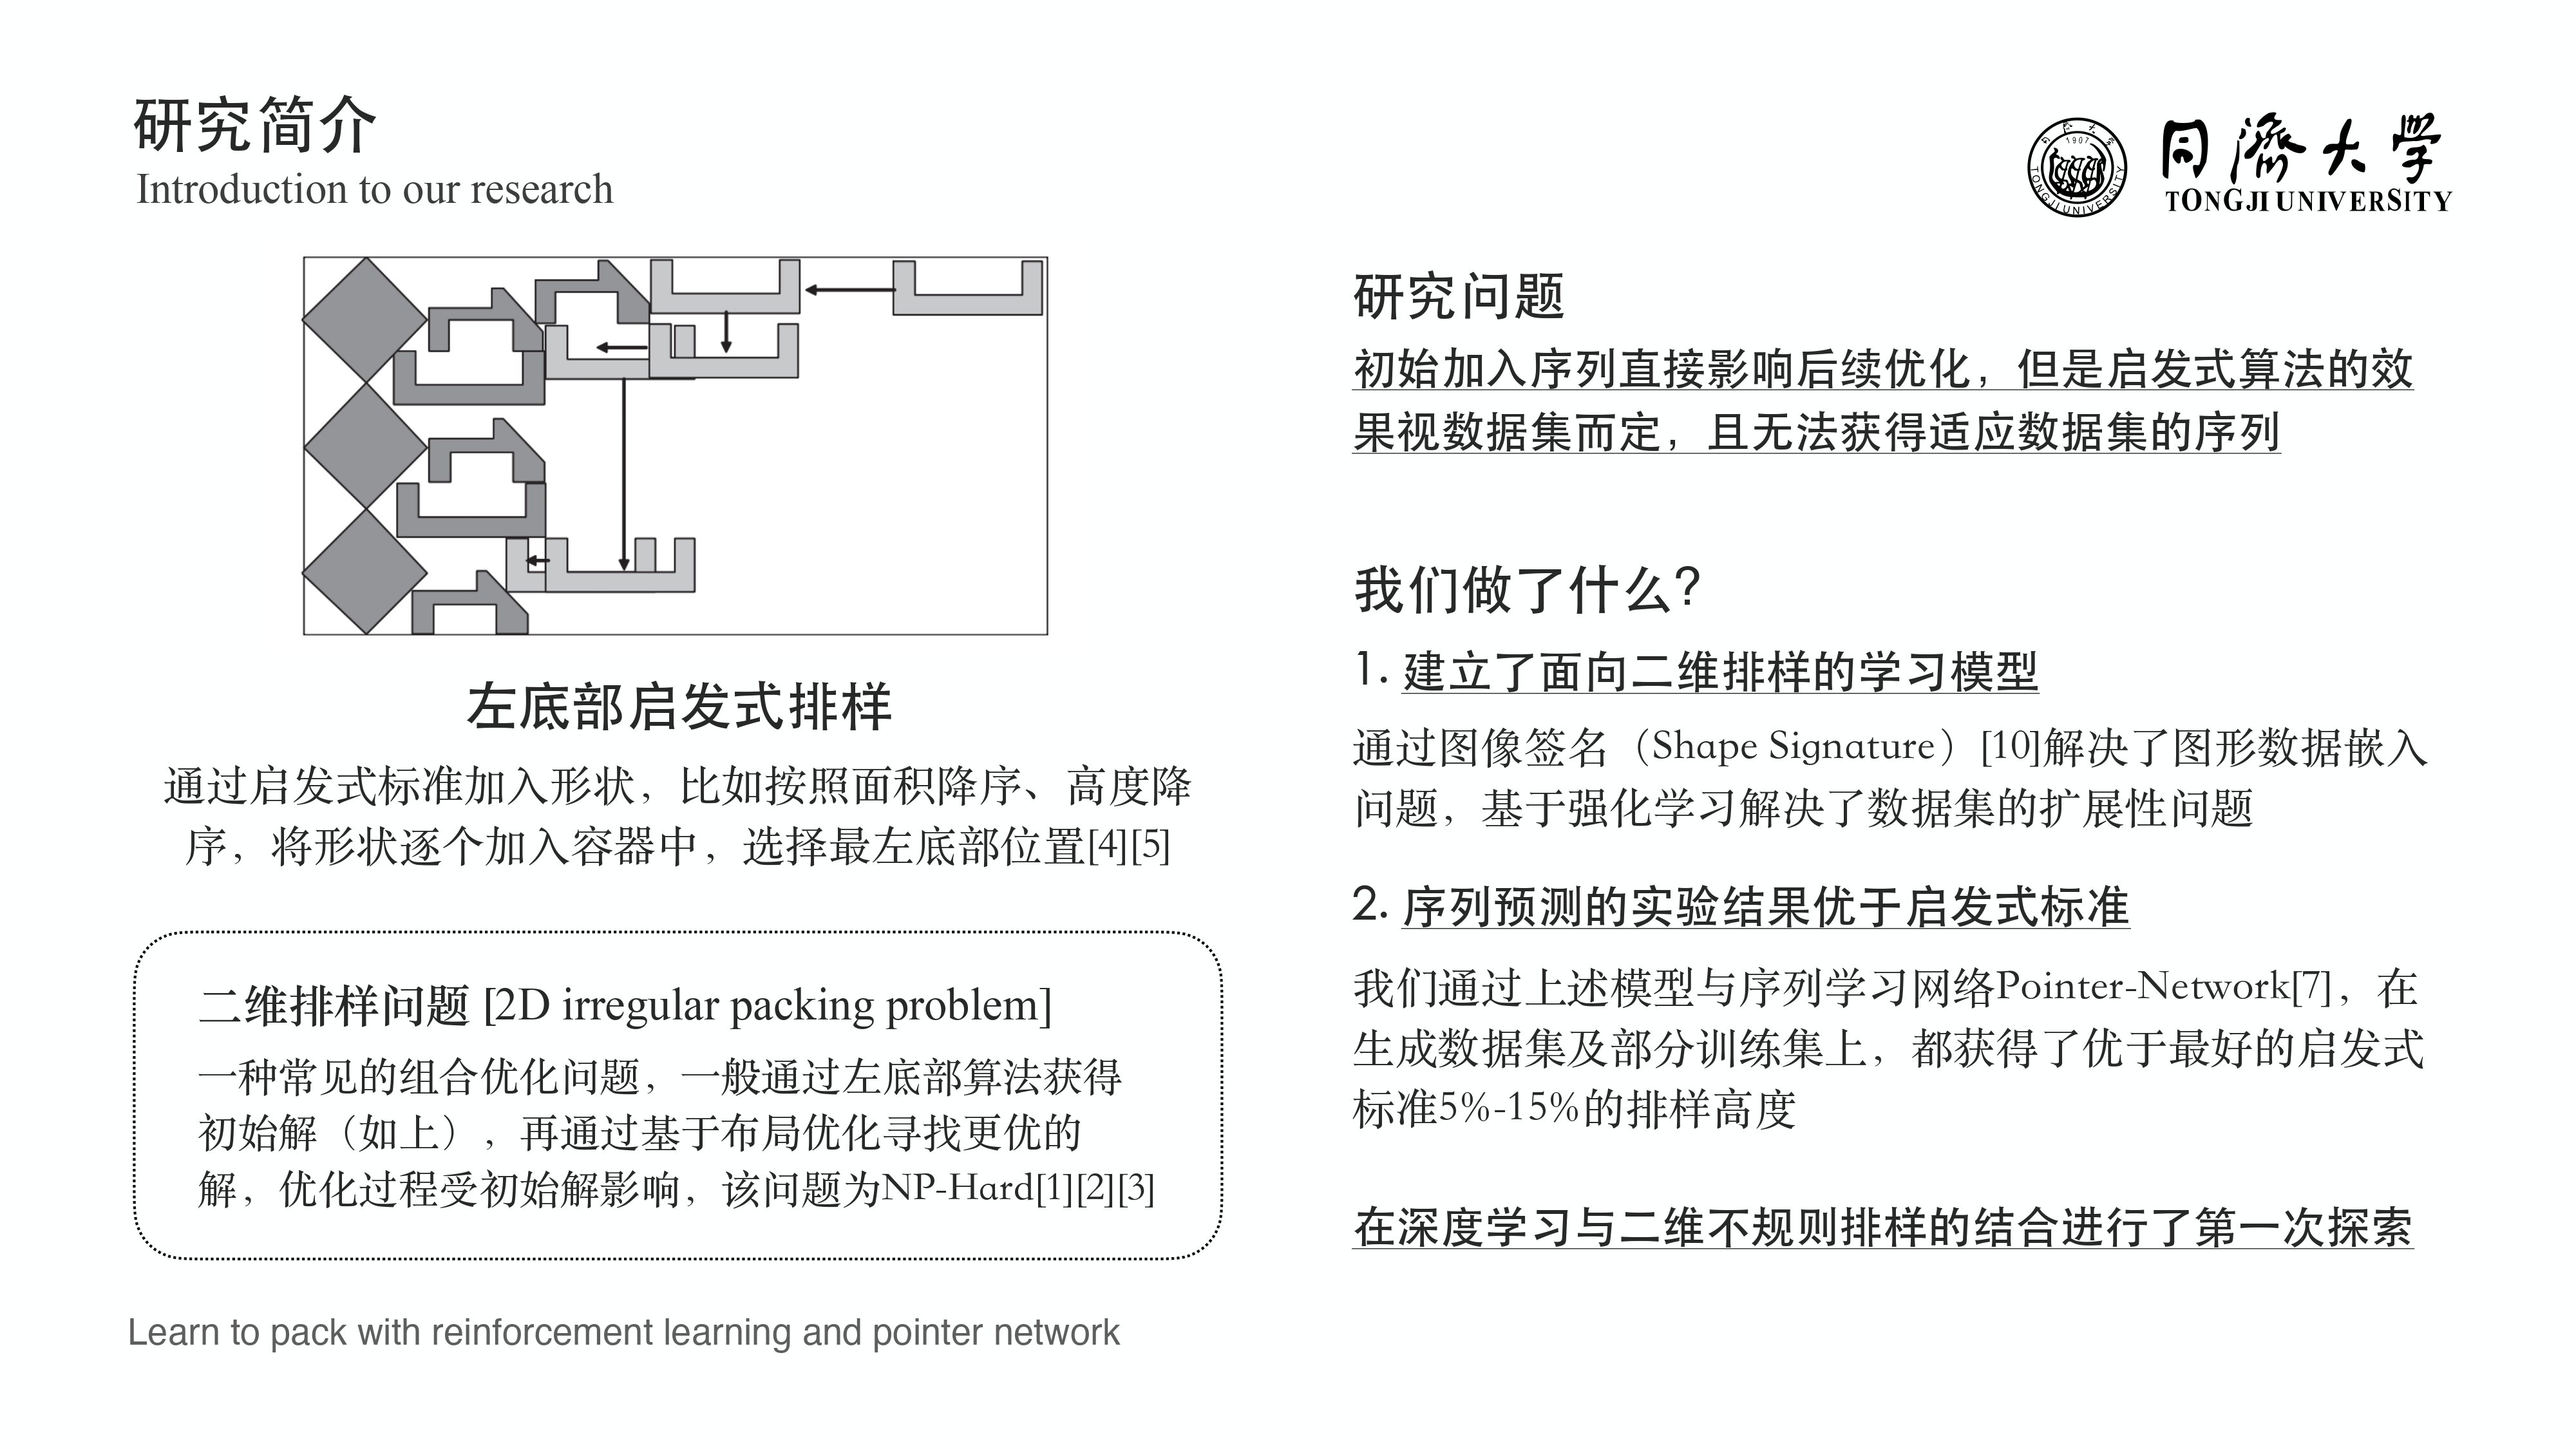 研究简介
Introduction to our research
同濟大学
TONGJI UNIVERSITY
1907
TONGJI UNIVERSITY
左底部启发式排样
通过启发式标准加入形状，比如按照面积降序、高度降
序，将形状逐个加入容器中，选择最左底部位置[4][5]
二维排样问题 [2D irregular packing problem]
一种常见的组合优化问题，一般通过左底部算法获得
初始解（如上），再通过基于布局优化寻找更优的
解，优化过程受初始解影响，该问题为NP-Hard[1][2][3]
Learn to pack with reinforcement learning and pointer network
研究问题
初始加入序列直接影响后续优化，但是启发式算法的效
果视数据集而定，且无法获得适应数据集的序列
我们做了什么？
1. 建立了面向二维排样的学习模型
通过图像签名（Shape Signature）[10]解决了图形数据嵌入
问题，基于强化学习解决了数据集的扩展性问题
2. 序列预测的实验结果优于启发式标准
我们通过上述模型与序列学习网络Pointer-Network[7]，在
生成数据集及部分训练集上，都获得了优于最好的启发式
标准5%-15%的排样高度
在深度学习与二维不规则排样的结合进行了第一次探索